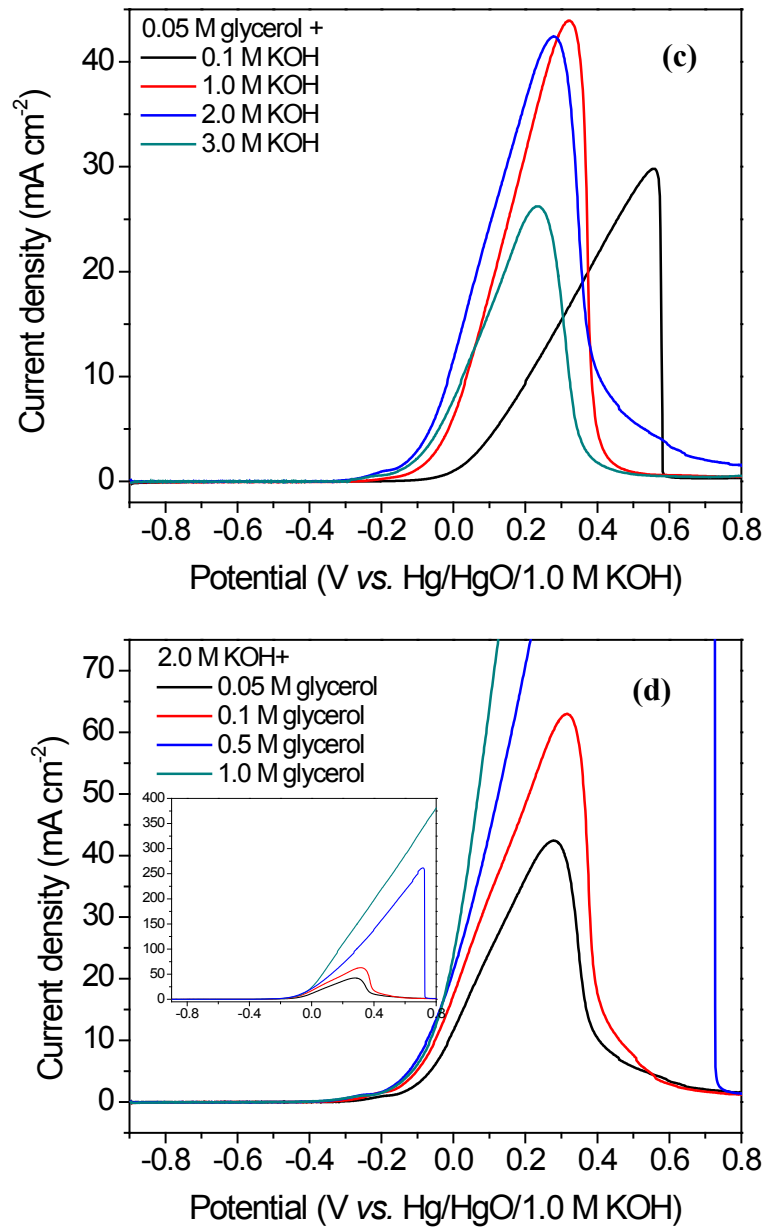 0.05 M glycerol +
0.1 M KOH
1.0 M KOH
2.0 M KOH
3.0 M KOH
(c)
40
30
20
10
0
Current density (mA cm⁻²)
-0.8 -0.6 -0.4 -0.2 0.0 0.2 0.4 0.6 0.8
Potential (V vs. Hg/HgO/1.0 M KOH)
2.0 M KOH+
0.05 M glycerol
0.1 M glycerol
0.5 M glycerol
1.0 M glycerol
(d)
70
60
50
40
30
20
10
0
Current density (mA cm⁻²)
400
350
300
250
200
150
100
50
0
-0.8 -0.4 0.0 0.4 0.8
-0.8 -0.6 -0.4 -0.2 0.0 0.2 0.4 0.6 0.8
Potential (V vs. Hg/HgO/1.0 M KOH)